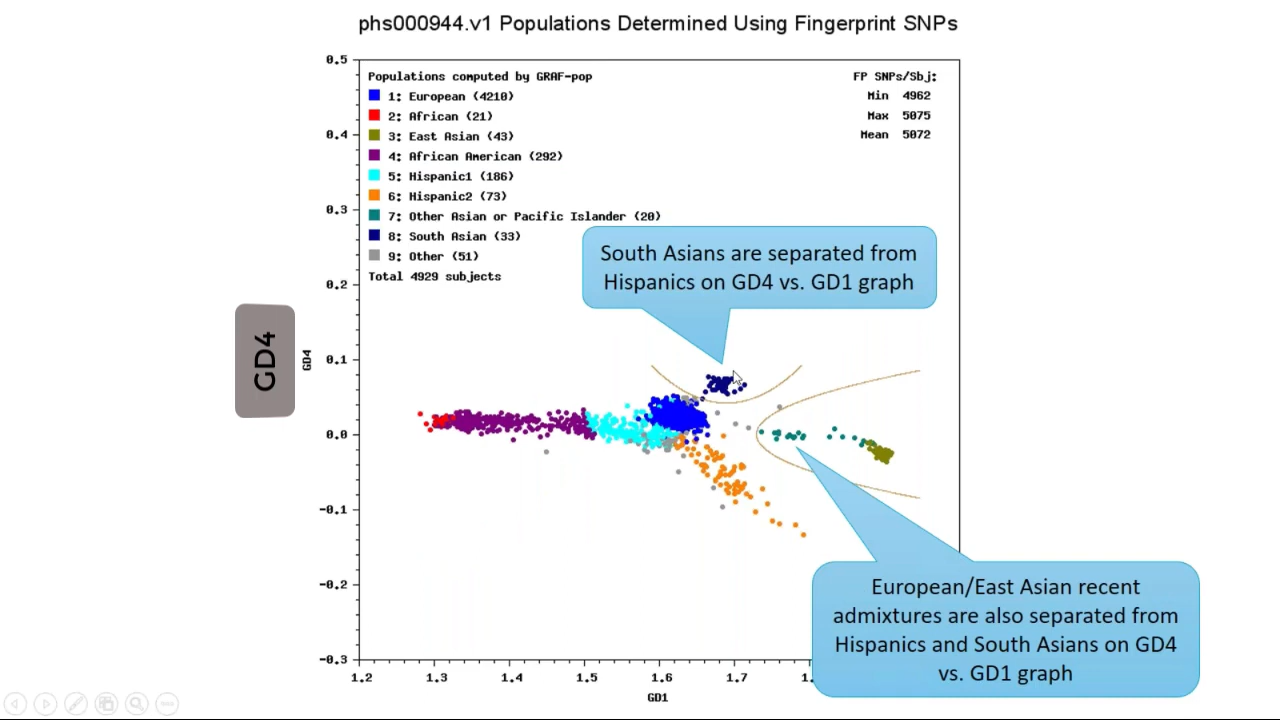 phs000944.v1 Populations Determined Using Fingerprint SNPs
0.5
Populations computed by GRAF-pop
FP SNPs/Sbj:
1: European (4210)
Min 4962
2: African (21)
Max 5075
3: East Asian (43)
Mean 5072
0.4
4: African American (292)
5: Hispanic1 (186)
6: Hispanic2 (73)
0.3
7: Other Asian or Pacific Islander (20)
8: South Asian (33)
9: Other (51)
Total 4929 subjects
South Asians are separated from
Hispanics on GD4 vs. GD1 graph
0.2
GD4
GD4
0.1
0.0
-0.1
-0.2
-0.3
European/East Asian recent
admixtures are also separated from
Hispanics and South Asians on GD4
vs. GD1 graph
1.2 1.3 1.4 1.5 1.6 1.7
GD1